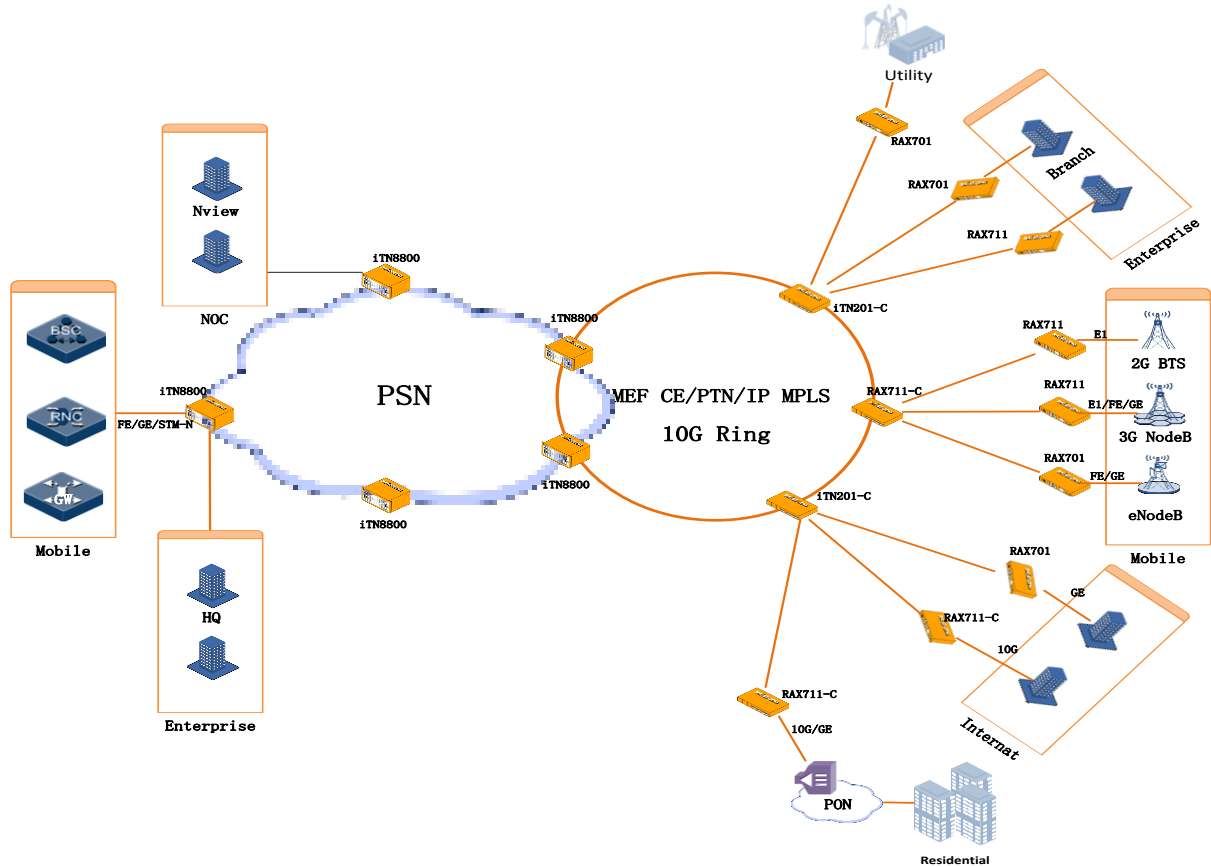 Utility
RAX701
Branch
RAX701
RAX711
Enterprise
Nview
NOC
iTN8800
iTN8800
iTN201-C
BSC
RNC
GW
Mobile
iTN8800
FE/GE/STM-N
PSN
MEF CE/PTN/IP MPLS
10G Ring
RAX711-C
RAX711
E1
2G BTS
RAX711
E1/FE/GE
3G NodeB
RAX701
FE/GE
eNodeB
Mobile
iTN8800
iTN8800
iTN201-C
HQ
Enterprise
RAX701
GE
RAX711-C
10G
Internat
RAX711-C
10G/GE
PON
Residential